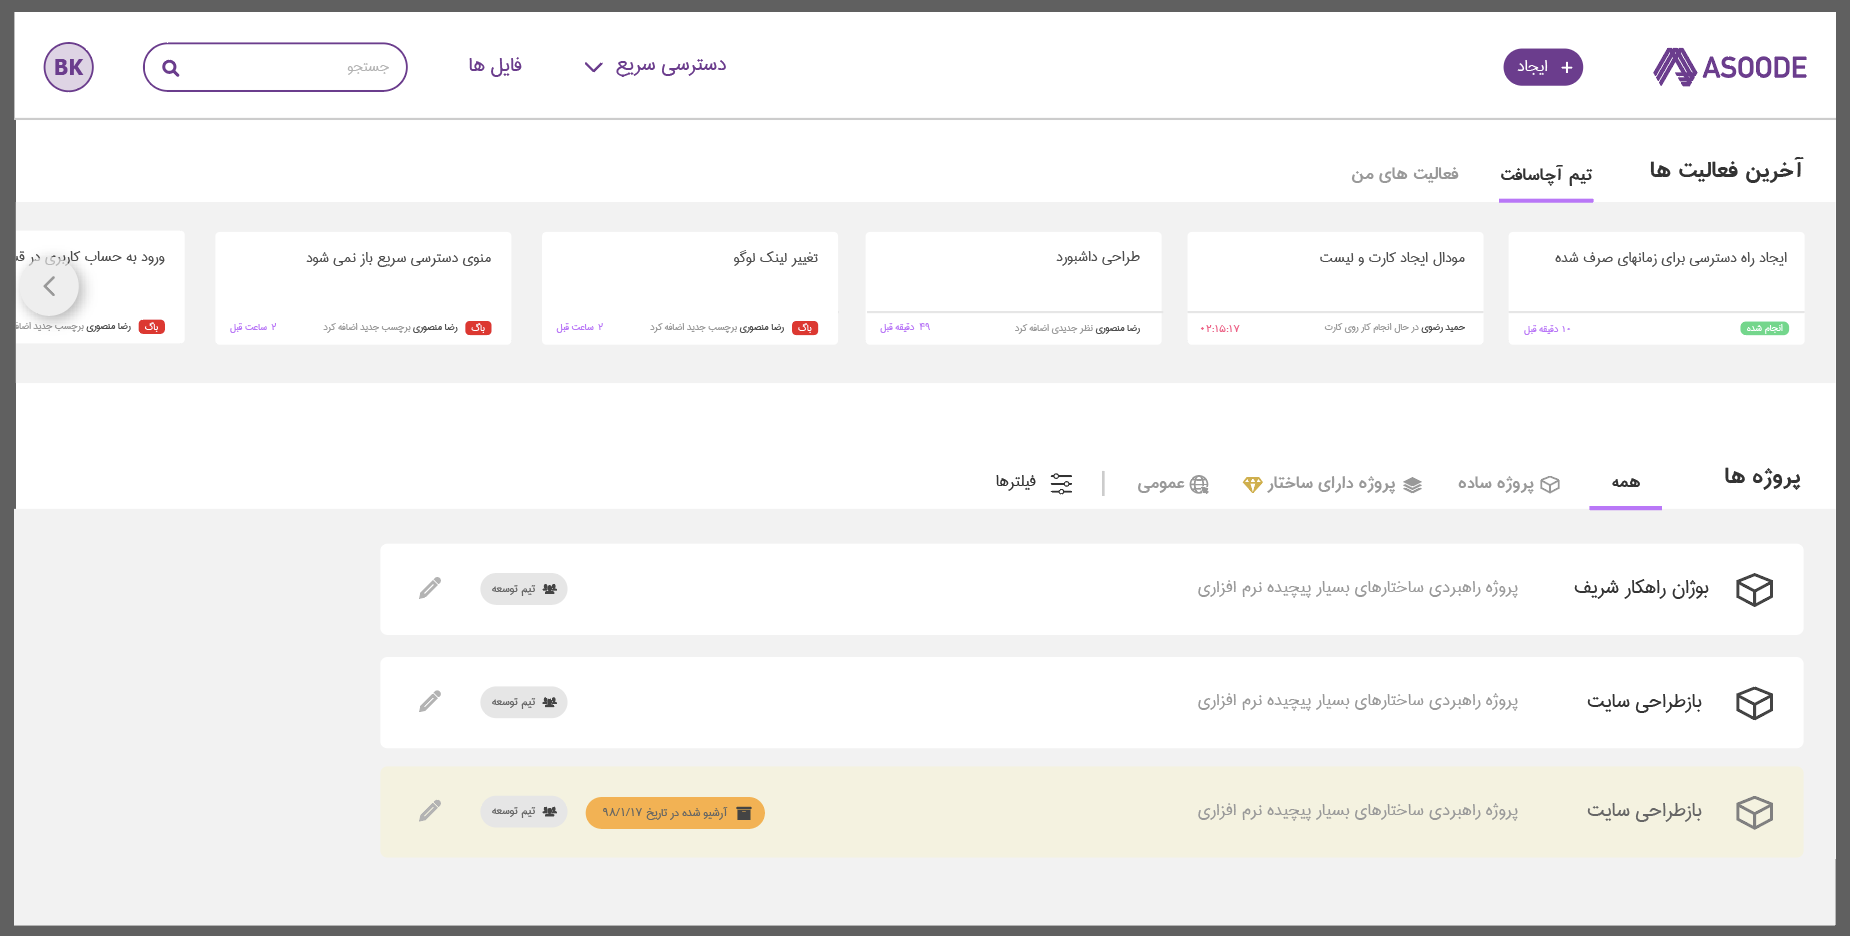 ASOODE
+ ایجاد
دسترسی سریع
فایل ها
جستجو
BK
آخرین فعالیت ها
تیم آچاسافت
فعالیت های من
ایجاد راه دسترسی برای زمانهای صرف شده
انجام شده
۱۰ دقیقه قبل
مودال ایجاد کارت و لیست
حمید رضوی در حال انجام کار روی کارت
۰۲:۱۵:۱۷
طراحی داشبورد
رضا منصوری نظر جدیدی اضافه کرد
۴۹ دقیقه قبل
تغییر لینک لوگو
باگ
رضا منصوری برچسب جدید اضافه کرد
۲ ساعت قبل
منوی دسترسی سریع باز نمی شود
باگ
رضا منصوری برچسب جدید اضافه کرد
۲ ساعت قبل
ورود به حساب کاربری در
باگ
رضا منصوری برچسب جدید
پروژه ها
همه
پروژه ساده
پروژه دارای ساختار
عمومی
فیلترها
بوژان راهکار شریف
پروژه راهبردی ساختارهای بسیار پیچیده نرم افزاری
تیم توسعه
بازطراحی سایت
پروژه راهبردی ساختارهای بسیار پیچیده نرم افزاری
تیم توسعه
بازطراحی سایت
پروژه راهبردی ساختارهای بسیار پیچیده نرم افزاری
آرشیو شده در تاریخ ۹۸/۱/۱۷
تیم توسعه